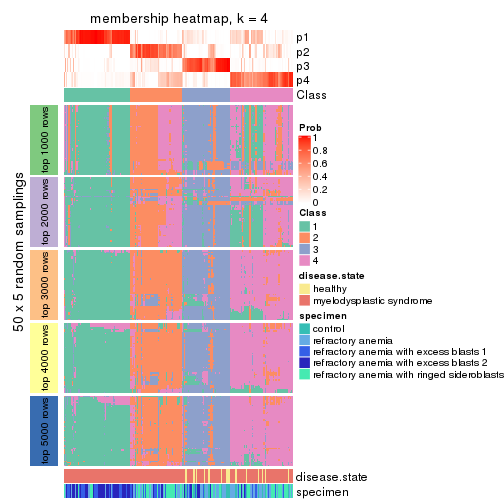 membership heatmap, k = 4
p1
p2
p3
p4
Class
50 x 5 random samplings
top 1000 rows
top 2000 rows
top 3000 rows
top 4000 rows
top 5000 rows
Prob
1
0.8
0.6
0.4
0.2
0
Class
1
2
3
4
disease.state
healthy
myelodysplastic syndrome
specimen
control
refractory anemia
refractory anemia with excess blasts 1
refractory anemia with excess blasts 2
refractory anemia with ringed sideroblasts
disease.state
specimen